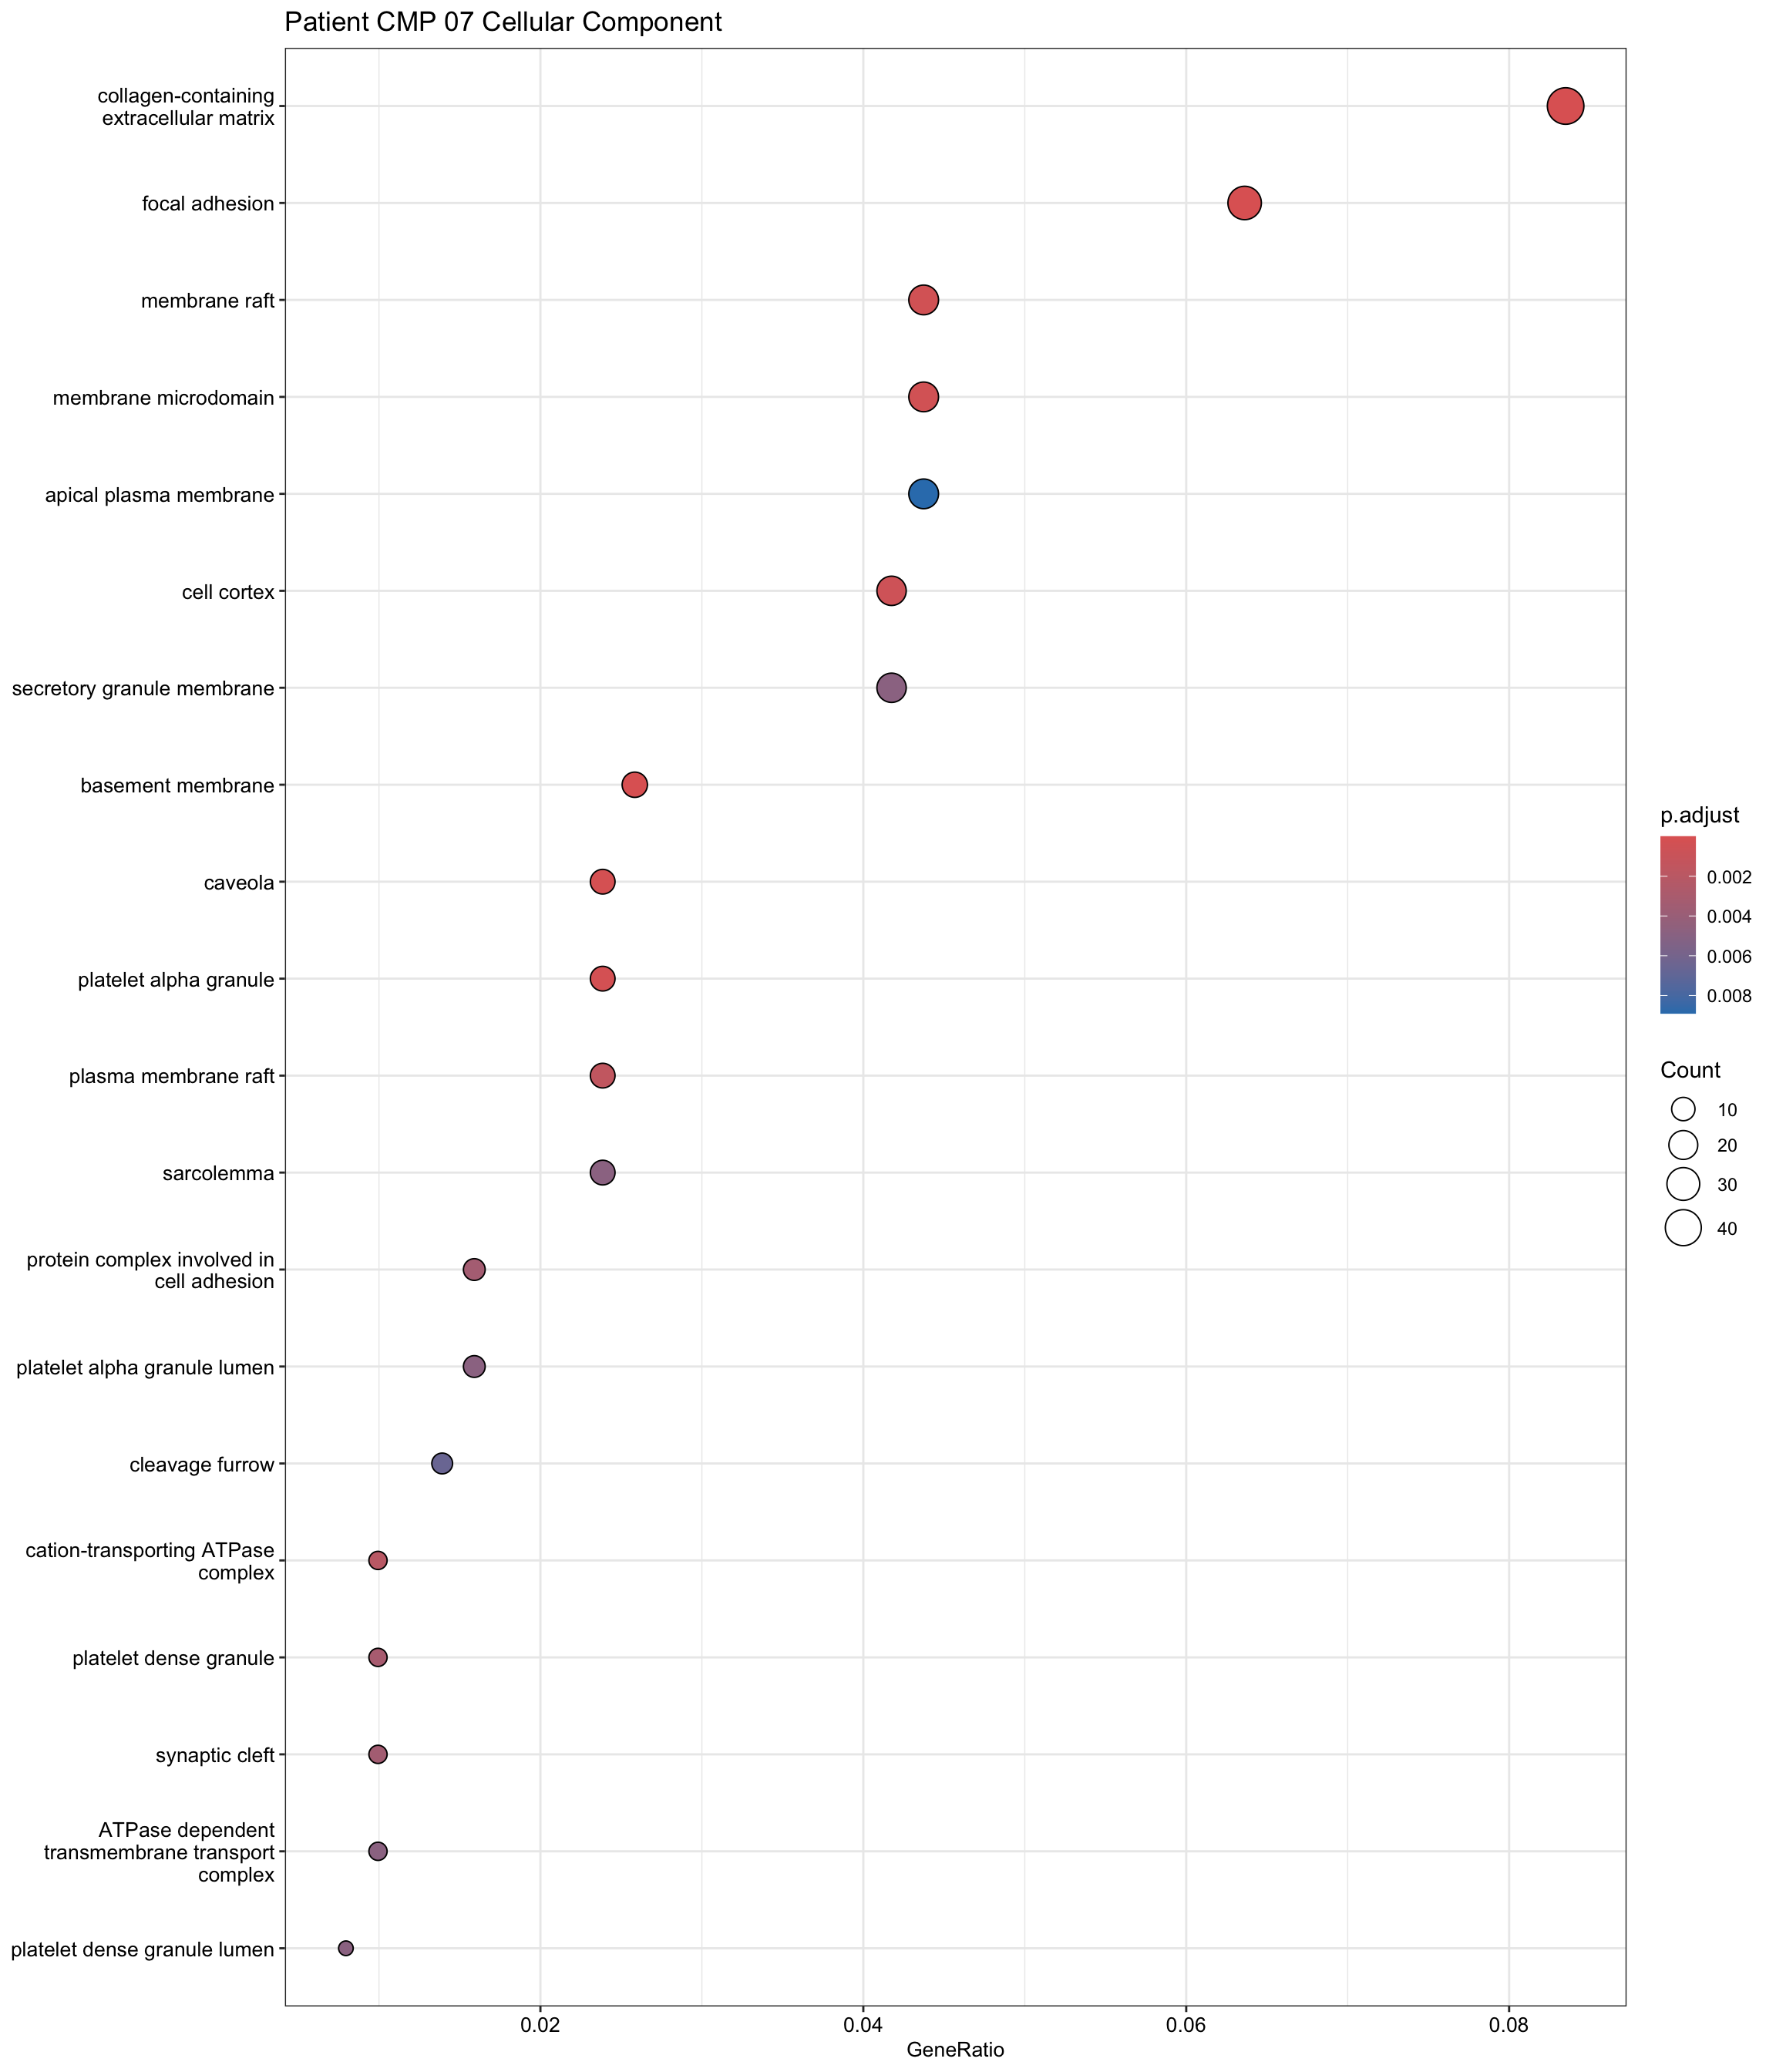 Patient CMP 07 Cellular Component
collagen-containing
extracellular matrix
focal adhesion
membrane raft
membrane microdomain
apical plasma membrane
cell cortex
secretory granule membrane
basement membrane
caveola
platelet alpha granule
plasma membrane raft
sarcolemma
protein complex involved in
cell adhesion
platelet alpha granule lumen
cleavage furrow
cation-transporting ATPase
complex
platelet dense granule
synaptic cleft
ATPase dependent
transmembrane transport
complex
platelet dense granule lumen
0.02 0.04 0.06 0.08
GeneRatio
p.adjust
0.002
0.004
0.006
0.008
Count
10
20
30
40